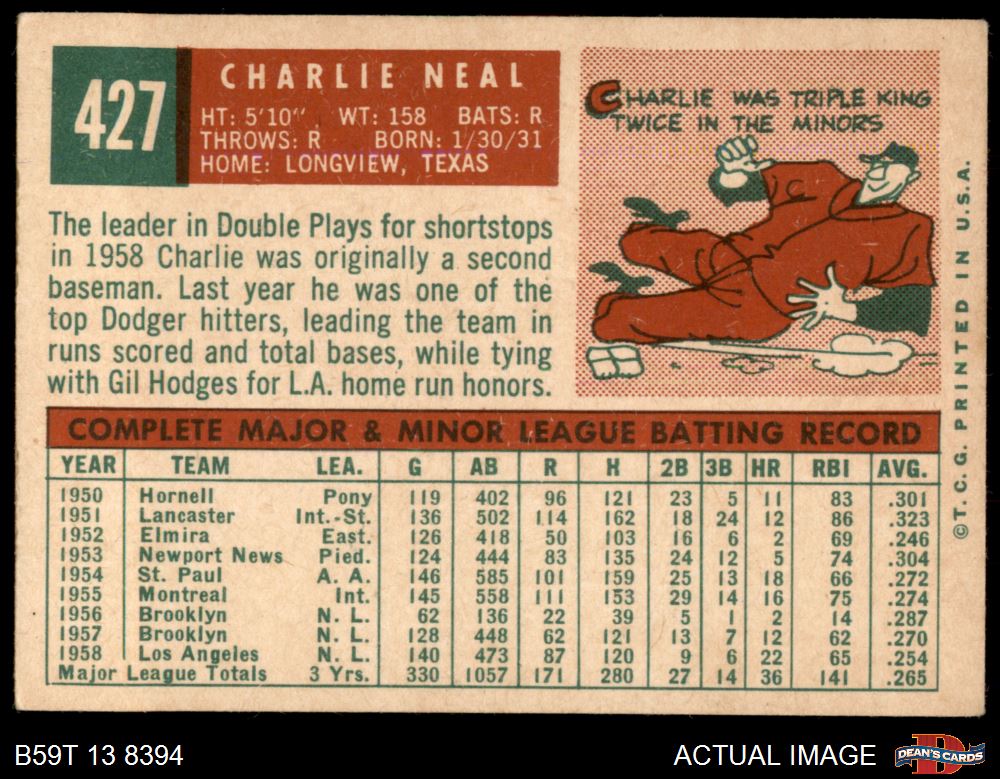 427
CHARLIE NEAL
HT: 5'10" WT: 158 BATS: R
THROWS: R BORN: 1/30/31
HOME: LONGVIEW, TEXAS
CHARLIE WAS TRIPLE KING
TWICE IN THE MINORS
The leader in Double Plays for shortstops
in 1958 Charlie was originally a second
baseman. Last year he was one of the
top Dodger hitters, leading the team in
runs scored and total bases, while tying
with Gil Hodges for L.A. home run honors.
©T. C. G. PRINTED IN U.S.A.
COMPLETE MAJOR & MINOR LEAGUE BATTING RECORD
YEAR TEAM LEA. G AB R H 2B 3B HR RBI AVG.
1950 Hornell Pony 119 402 96 121 23 5 11 83 .301
1951 Lancaster Int.-St. 136 502 114 162 18 24 12 86 .323
1952 Elmira East. 126 418 50 103 16 6 2 69 .246
1953 Newport News Pied. 124 444 83 135 24 12 5 74 .304
1954 St. Paul A. A. 146 585 101 159 25 13 18 66 .272
1955 Montreal Int. 145 558 111 153 29 14 16 75 .274
1956 Brooklyn N. L. 62 136 22 39 5 1 2 14 .287
1957 Brooklyn N. L. 128 448 62 121 13 7 12 62 .270
1958 Los Angeles N. L. 140 473 87 120 9 6 22 65 .254
Major League Totals 3 Yrs. 330 1057 171 280 27 14 36 141 .265
B59T 13 8394
ACTUAL IMAGE
DEAN'S CARDS